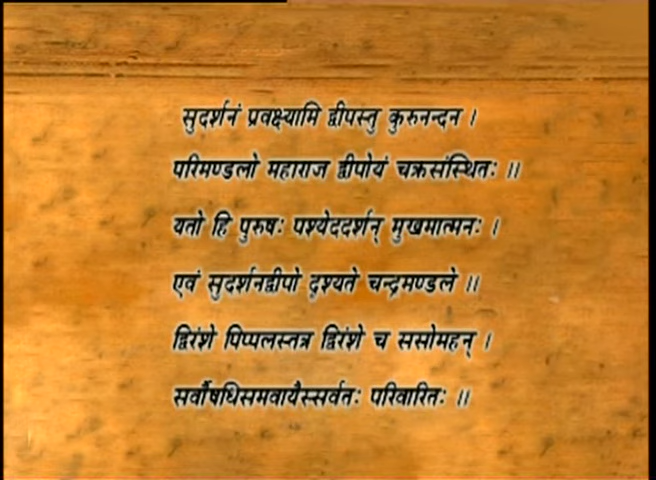 सुदर्शनं प्रवक्ष्यामि द्वीपस्तु कुरुनन्दन ।
परिमण्डलो महाराज द्वीपोयं चक्रसंस्थितः ॥
यतो हि पुरुषः पश्येददर्शन् मुखमात्मनः ।
एवं सुदर्शनद्वीपो दृश्यते चन्द्रमण्डले ॥
द्विरंशे पिप्पलस्तत्र द्विरंशे च ससोमहन् ।
सर्वौषधिसमवायैस्सर्वतः परिवारितः ॥